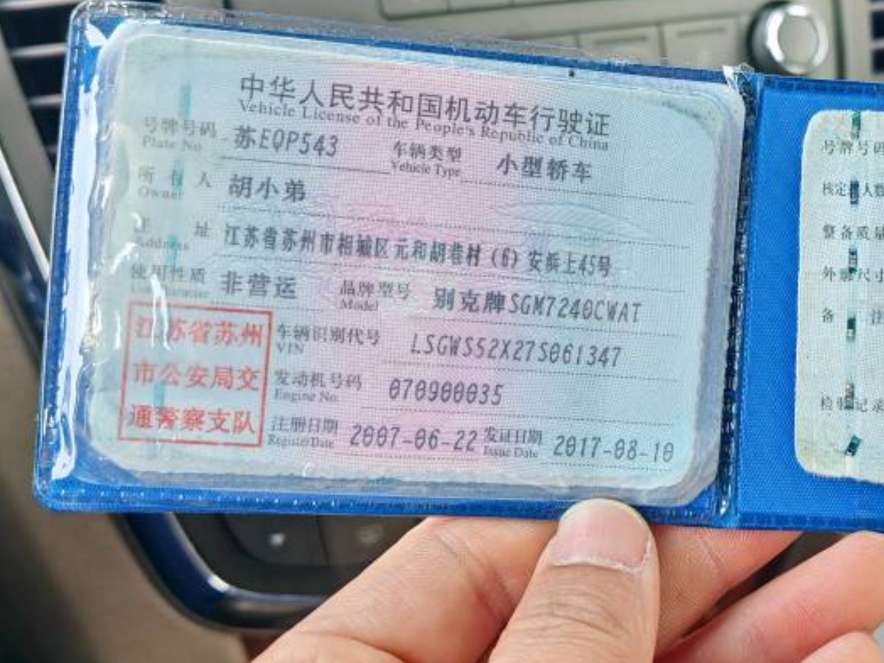 中华人民共和国机动车行驶证
Vehicle License of the People's Republic of China
号牌号码 苏EQP543 车辆类型 小型轿车
Plate No. Vehicle Type
所有人 胡小弟
Owner
住址 江苏省苏州市相城区元和胡巷村(6)安浜上45号
Address
使用性质 非营运 品牌型号 别克牌SGM7240CWAT
Use Character Model
江苏省苏州
市公安局交
通警察支队
车辆识别代号 LSGWS52X27S061347
VIN
发动机号码 070900035
Engine No.
注册日期 2007-06-22 发证日期 2017-08-10
Register Date Issue Date
号牌号码
核定 人数
整备质量
外廓尺寸
备 注
检验记录